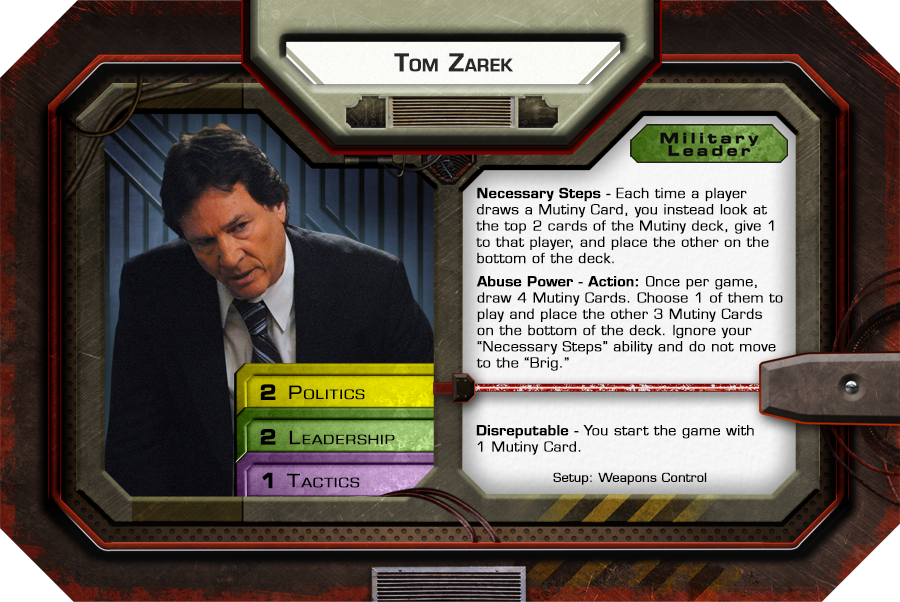 Tom Zarek
Military
Leader
Necessary Steps - Each time a player
draws a Mutiny Card, you instead look at
the top 2 cards of the Mutiny deck, give 1
to that player, and place the other on the
bottom of the deck.
Abuse Power - Action: Once per game,
draw 4 Mutiny Cards. Choose 1 of them to
play and place the other 3 Mutiny Cards
on the bottom of the deck. Ignore your
“Necessary Steps” ability and do not move
to the “Brig.”
2 Politics
2 Leadership
1 Tactics
Disreputable - You start the game with
1 Mutiny Card.
Setup: Weapons Control